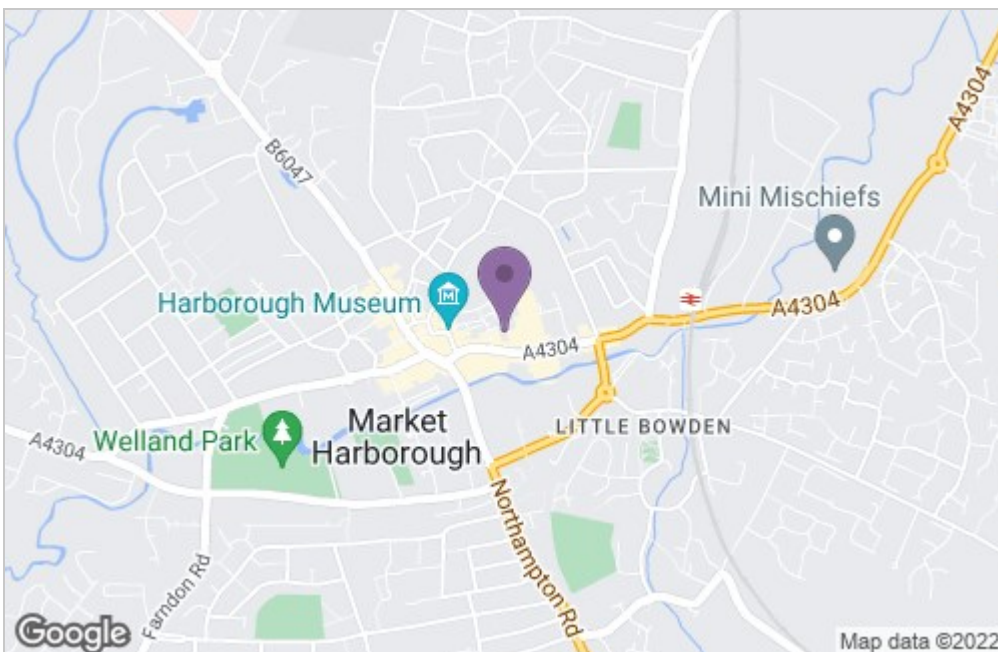 A4304
B6047
Mini Mischiefs
Harborough Museum
A4304
A4304
Market
Harborough
LITTLE BOWDEN
Welland Park
A4304
Northampton Rd
Farndon Rd
Google
Map data ©2022